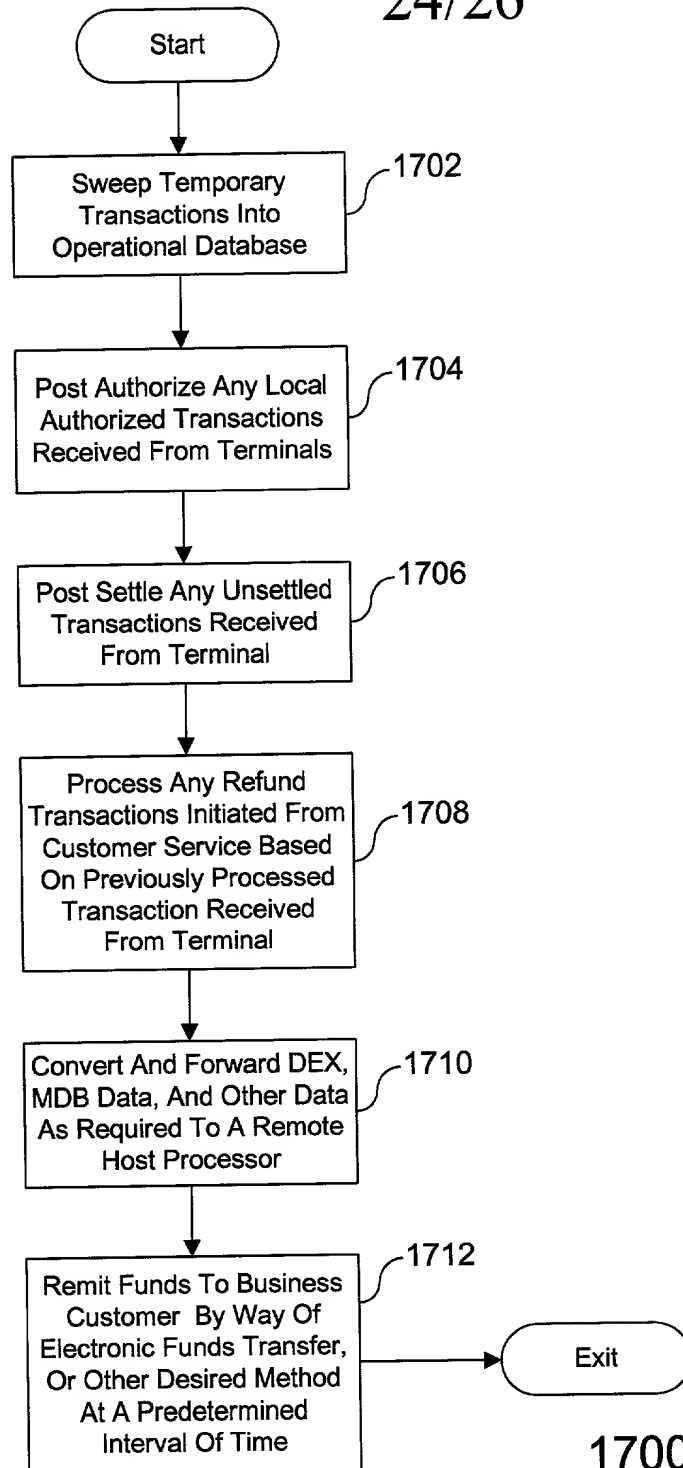 24/26
Start
Sweep Temporary
Transactions Into
Operational Database
1702
Post Authorize Any Local
Authorized Transactions
Received From Terminals
1704
Post Settle Any Unsettled
Transactions Received
From Terminal
1706
Process Any Refund
Transactions Initiated From
Customer Service Based
On Previously Processed
Transaction Received
From Terminal
1708
Convert And Forward DEX,
MDB Data, And Other Data
As Required To A Remote
Host Processor
1710
Remit Funds To Business
Customer By Way Of
Electronic Funds Transfer,
Or Other Desired Method
At A Predetermined
Interval Of Time
1712
Exit
1700